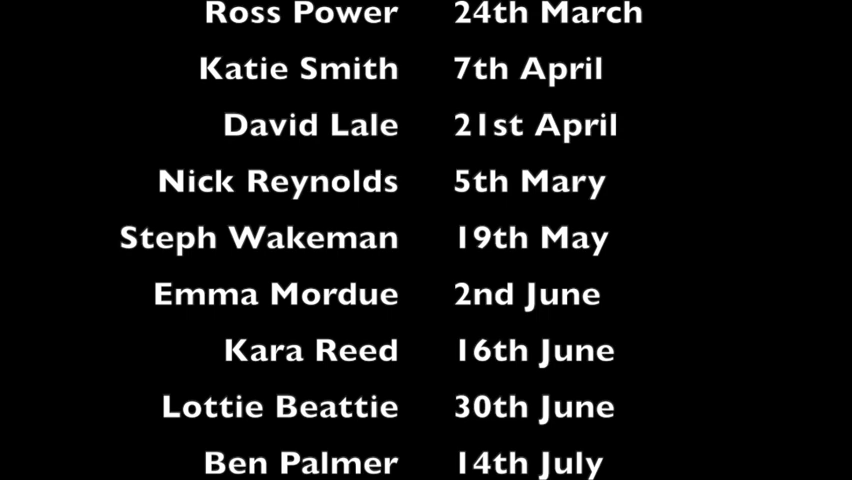 Ross Power 24th March
Katie Smith 7th April
David Lale 21st April
Nick Reynolds 5th Mary
Steph Wakeman 19th May
Emma Mordue 2nd June
Kara Reed 16th June
Lottie Beattie 30th June
Ben Palmer 14th July